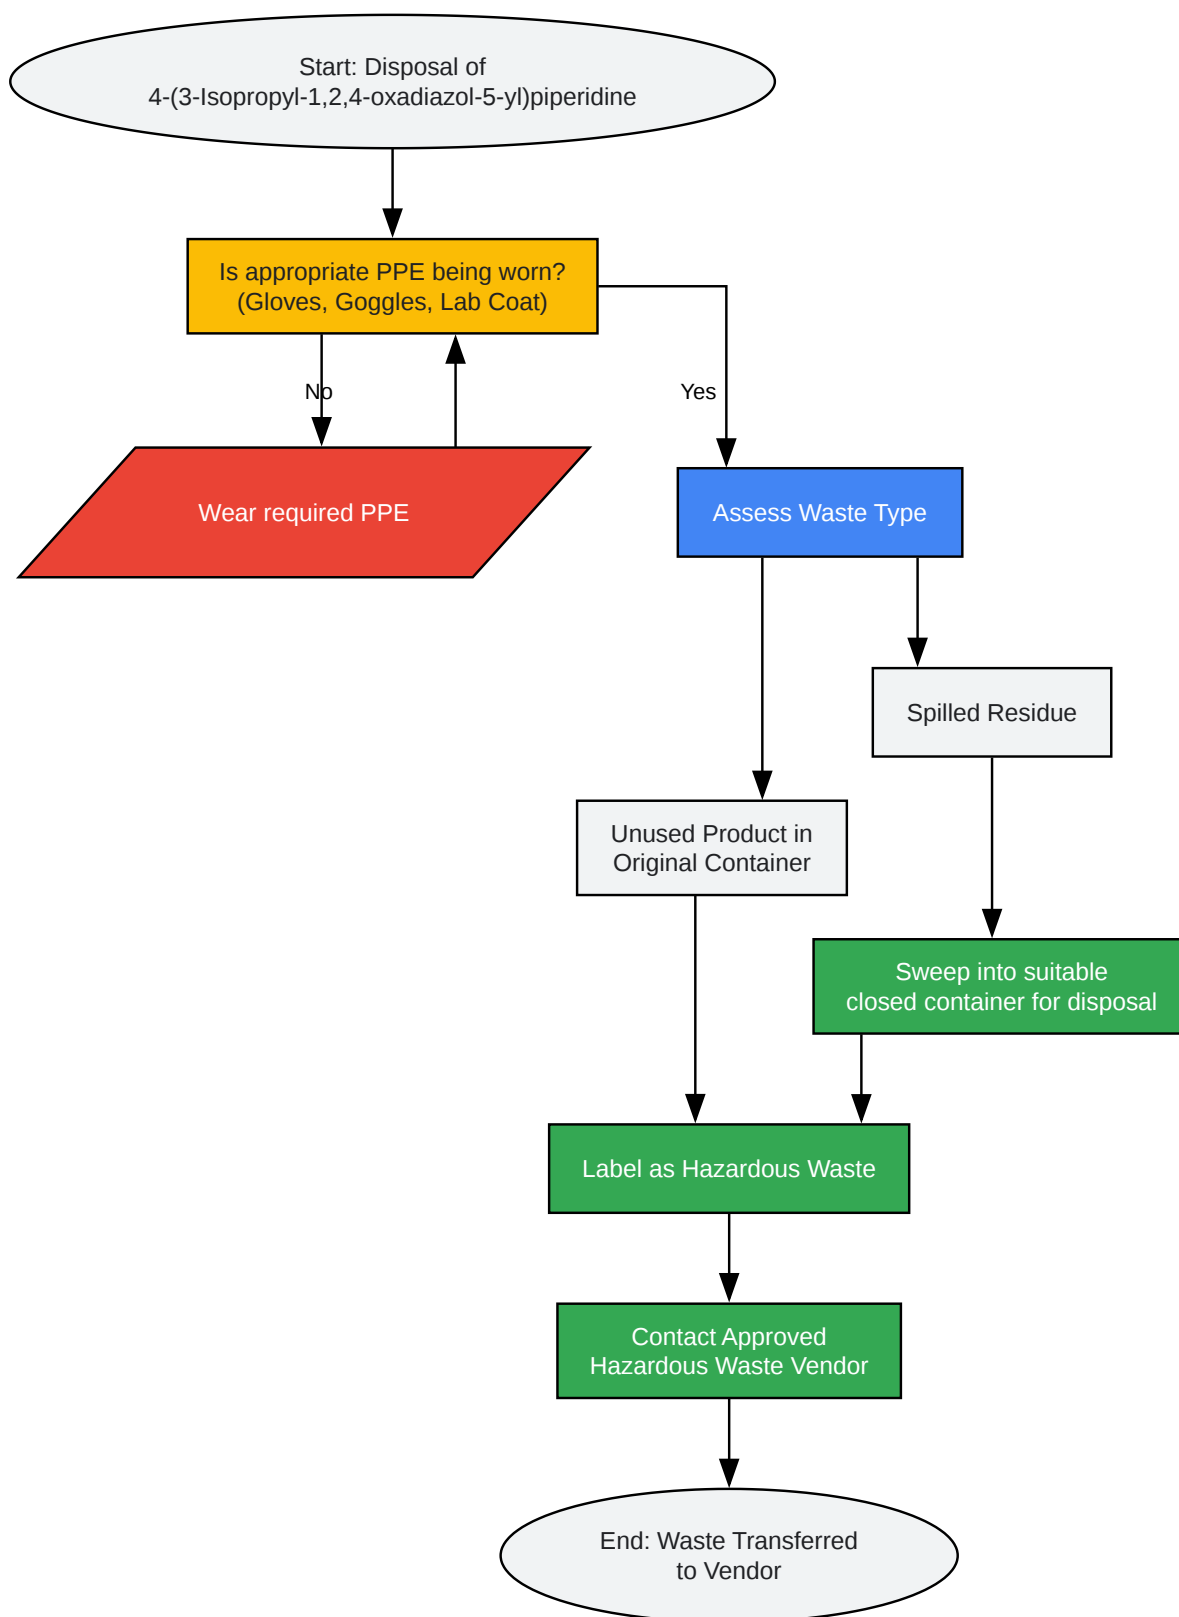 Start: Disposal of
4-(3-Isopropyl-1,2,4-oxadiazol-5-yl)piperidine
Is appropriate PPE being worn?
(Gloves, Goggles, Lab Coat)
No
Yes
Wear required PPE
Assess Waste Type
Spilled Residue
Unused Product in
Original Container
Sweep into suitable
closed container for disposal
Label as Hazardous Waste
Contact Approved
Hazardous Waste Vendor
End: Waste Transferred
to Vendor